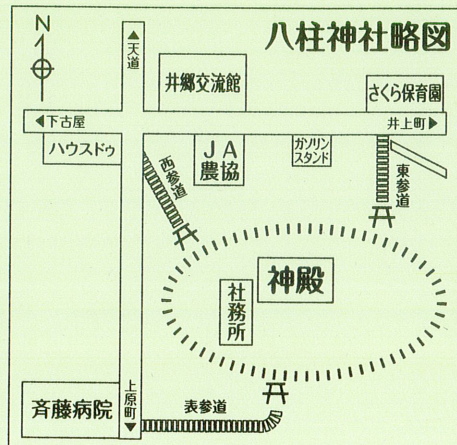 八柱神社略図
N
▲天道
井郷交流館
さくら保育園
◀下古屋
井上町▶
ハウスドゥ
JA
農協
ガソリン
スタンド
西参道
東参道
神殿
社務所
上原町▼
斉藤病院
表参道